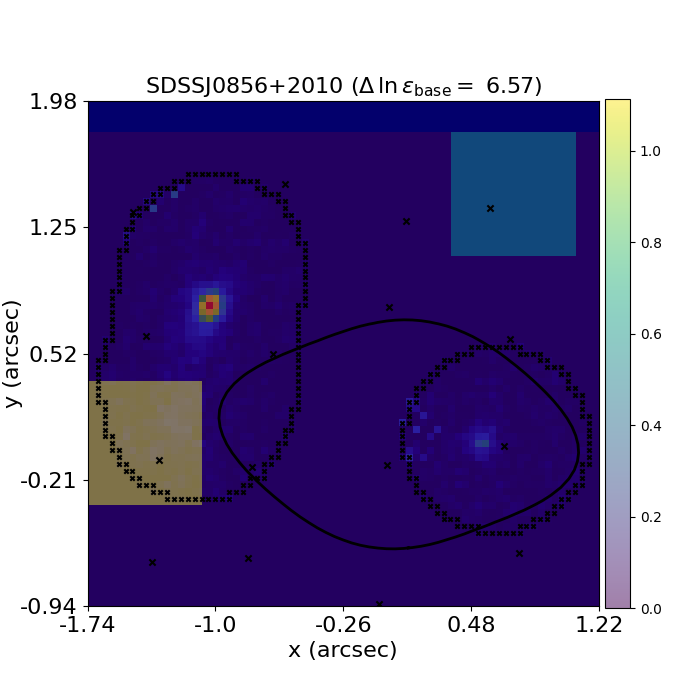 SDSSJ0856+2010 (Δ ln ε_base = 6.57)
1.98
1.25
0.52
-0.21
-0.94
y (arcsec)
-1.74 -1.0 -0.26 0.48 1.22
x (arcsec)
1.0
0.8
0.6
0.4
0.2
0.0